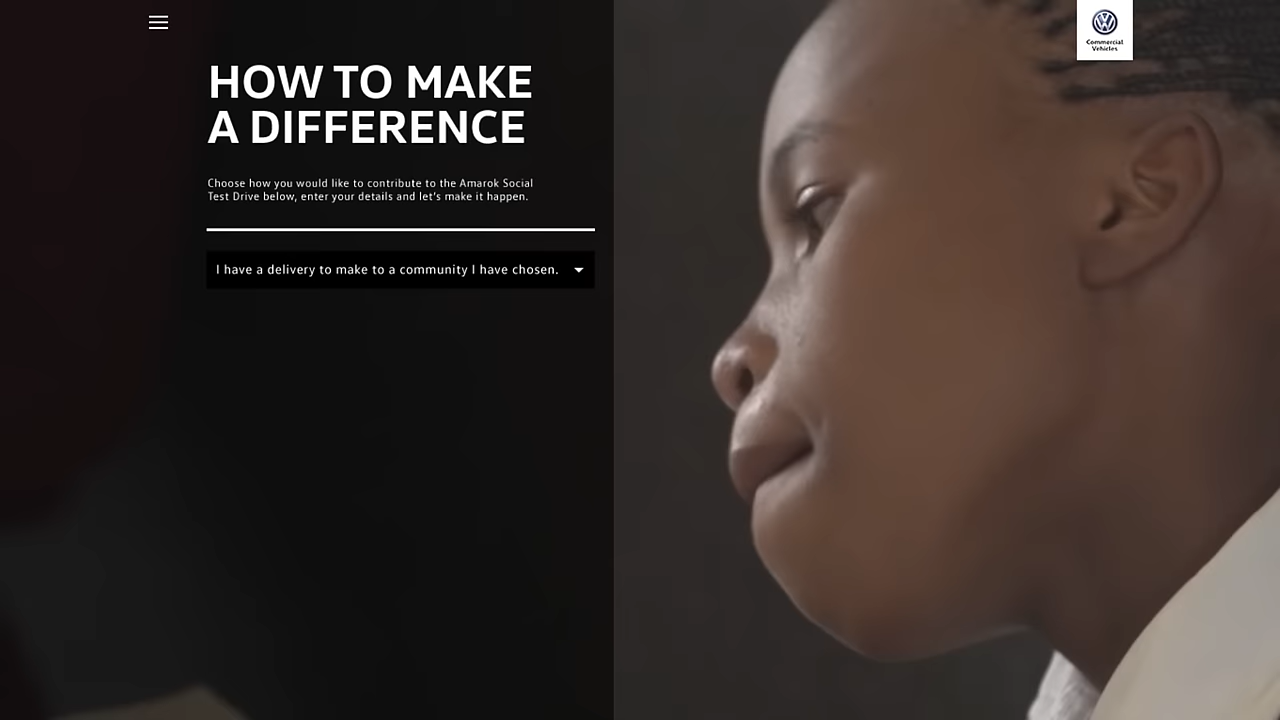 HOW TO MAKE
A DIFFERENCE
Choose how you would like to contribute to the Amarok Social
Test Drive below, enter your details and let's make it happen.
I have a delivery to make to a community I have chosen.
Commercial
Vehicles